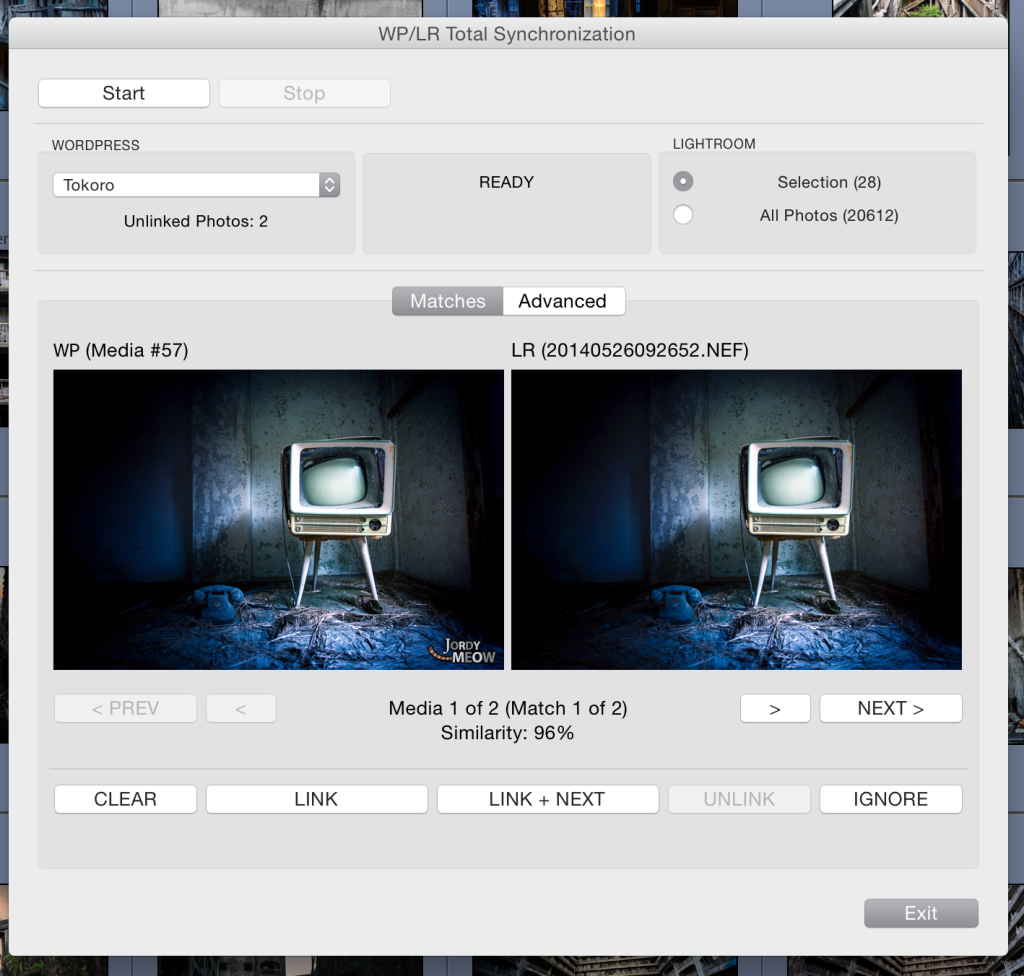 WP/LR Total Synchronization
Start
Stop
WORDPRESS
Tokoro
Unlinked Photos: 2
READY
LIGHTROOM
Selection (28)
All Photos (20612)
Matches
Advanced
WP (Media #57)
LR (20140526092652.NEF)
JORDY
MEOW
< PREV
<
Media 1 of 2 (Match 1 of 2)
Similarity: 96%
>
NEXT >
CLEAR
LINK
LINK + NEXT
UNLINK
IGNORE
Exit